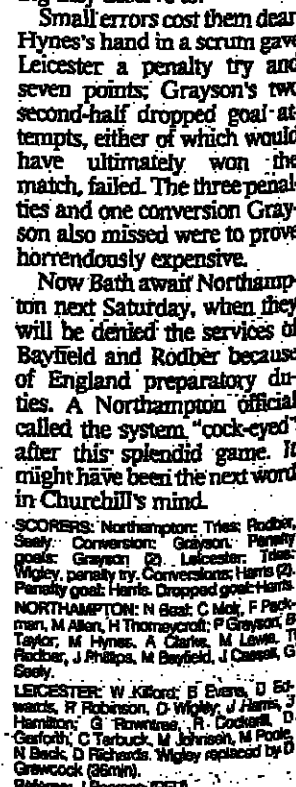 Small errors cost them dear
Hynes's hand in a scrum gave
Leicester a penalty try and
seven points; Grayson's two
second-half dropped goal at-
tempts, either of which would
have ultimately won the
match, failed. The three penal-
ties and one conversion Gray-
son also missed were to prove
horrendously expensive.
Now Bath await Northamp-
ton next Saturday, when they
will be denied the services of
Bayfield and Rodber because
of England preparatory du-
ties. A Northampton official
called the system "cock-eyed"
after this splendid game. It
might have been the next word
in Churchill's mind.
SCORERS: Northampton: Tries: Rodber,
Seely. Conversion: Grayson. Penalty
goals: Grayson (2). Leicester: Tries:
Wigley, penalty try. Conversions: Harris (2).
Penalty goal: Harris. Dropped goal: Harris.
NORTHAMPTON: N Beal; C Moir, F Pack-
man, M Allen, H Thorneycroft; P Grayson, B
Taylor; M Hynes, A Clarke, M Lewis, T
Rodber, J Phillips, M Bayfield, J Cassell, G
Seely.
LEICESTER: W Kilford; S Evans, D Ed-
wards, R Robinson, D Wigley; J Harris, J
Hamilton; G Rowntree, R Cockerill, D
Garforth, C Tarbuck, M Johnson, M Poole,
N Back, D Richards. Wigley replaced by D
Grewcock (36min).